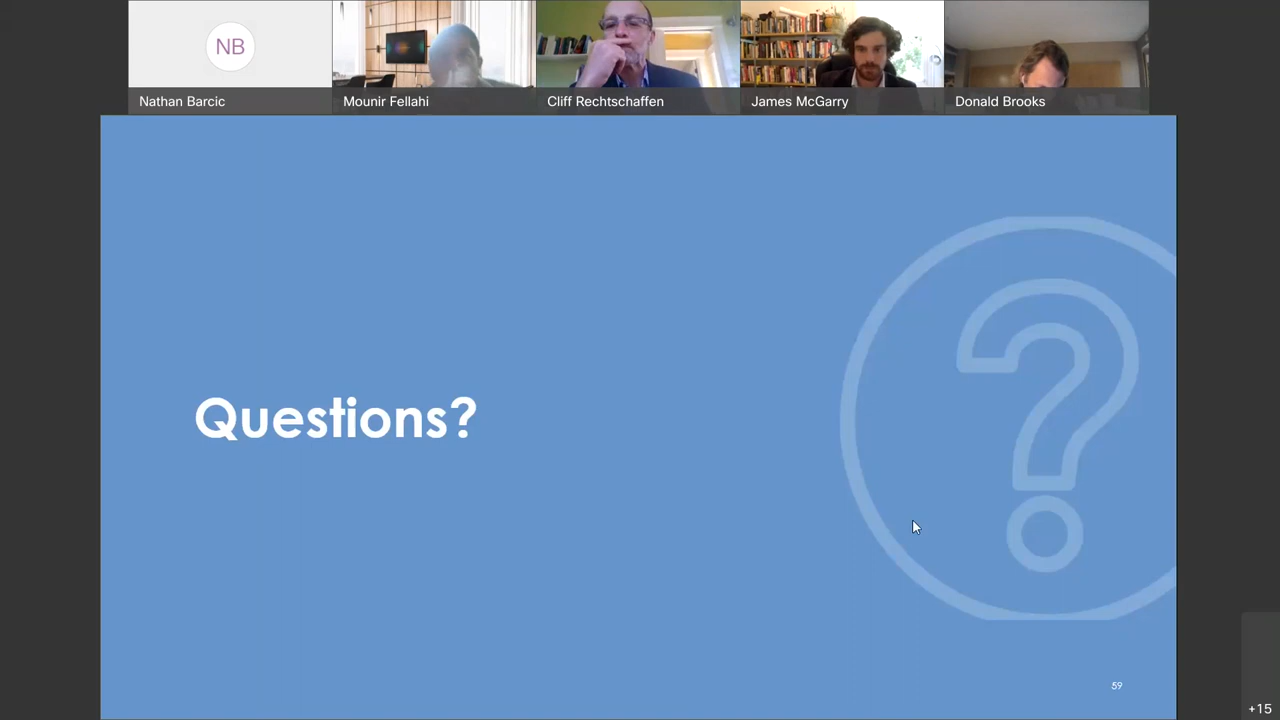 NB
Nathan Barcic
Mounir Fellahi
Cliff Rechtschaffen
James McGarry
Donald Brooks
Questions?
59
+15